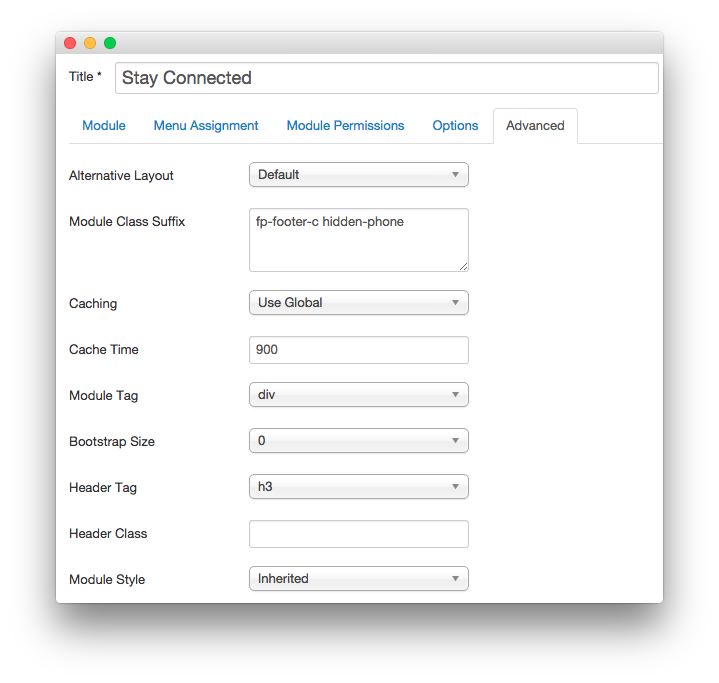 Title * Stay Connected
Module Menu Assignment Module Permissions Options Advanced
Alternative Layout Default
Module Class Suffix fp-footer-c hidden-phone
Caching Use Global
Cache Time 900
Module Tag div
Bootstrap Size 0
Header Tag h3
Header Class
Module Style Inherited